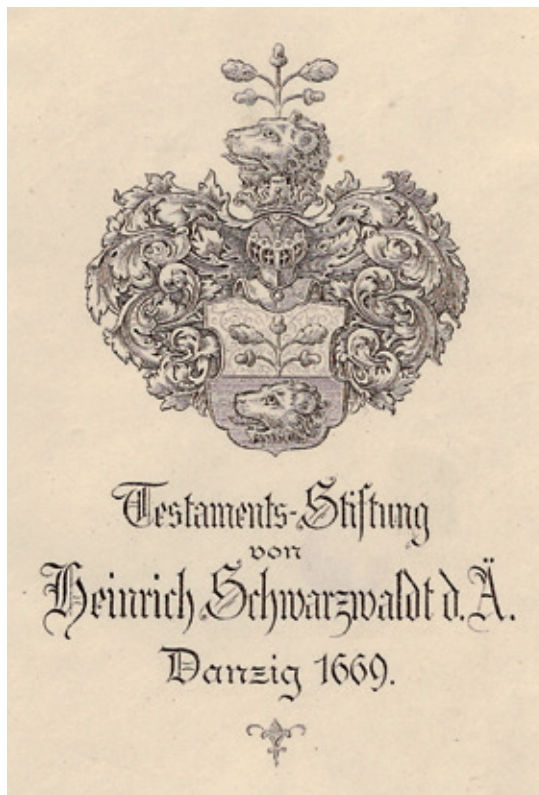 Testaments-Stiftung
von
Heinrich Schwarzwaldt d. Ä.
Danzig 1669.